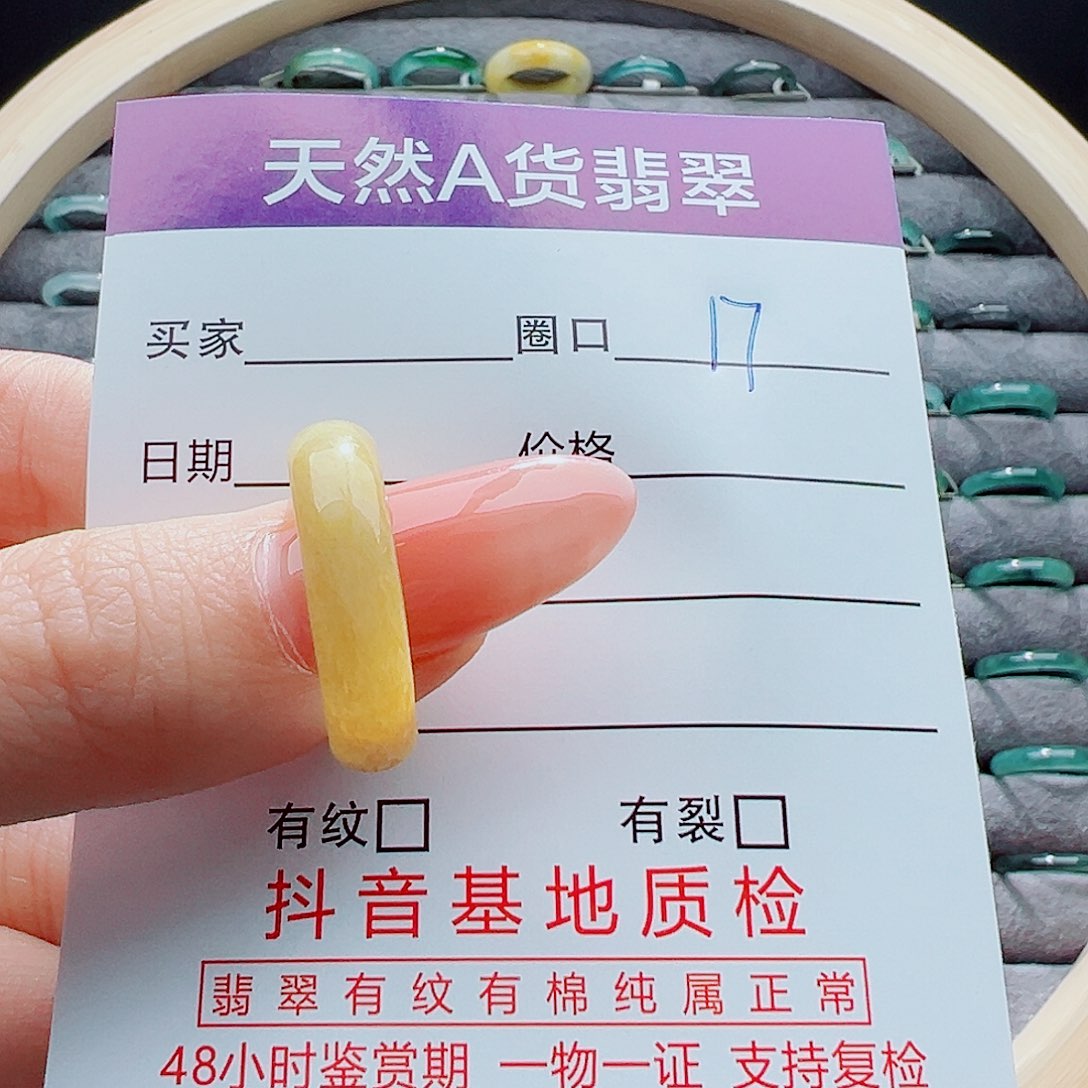 天然A货翡翠
买家 圈口 17
日期 价格
有纹 有裂
抖音基地质检
翡翠有纹有棉纯属正常
48小时鉴赏期 一物一证 支持复检